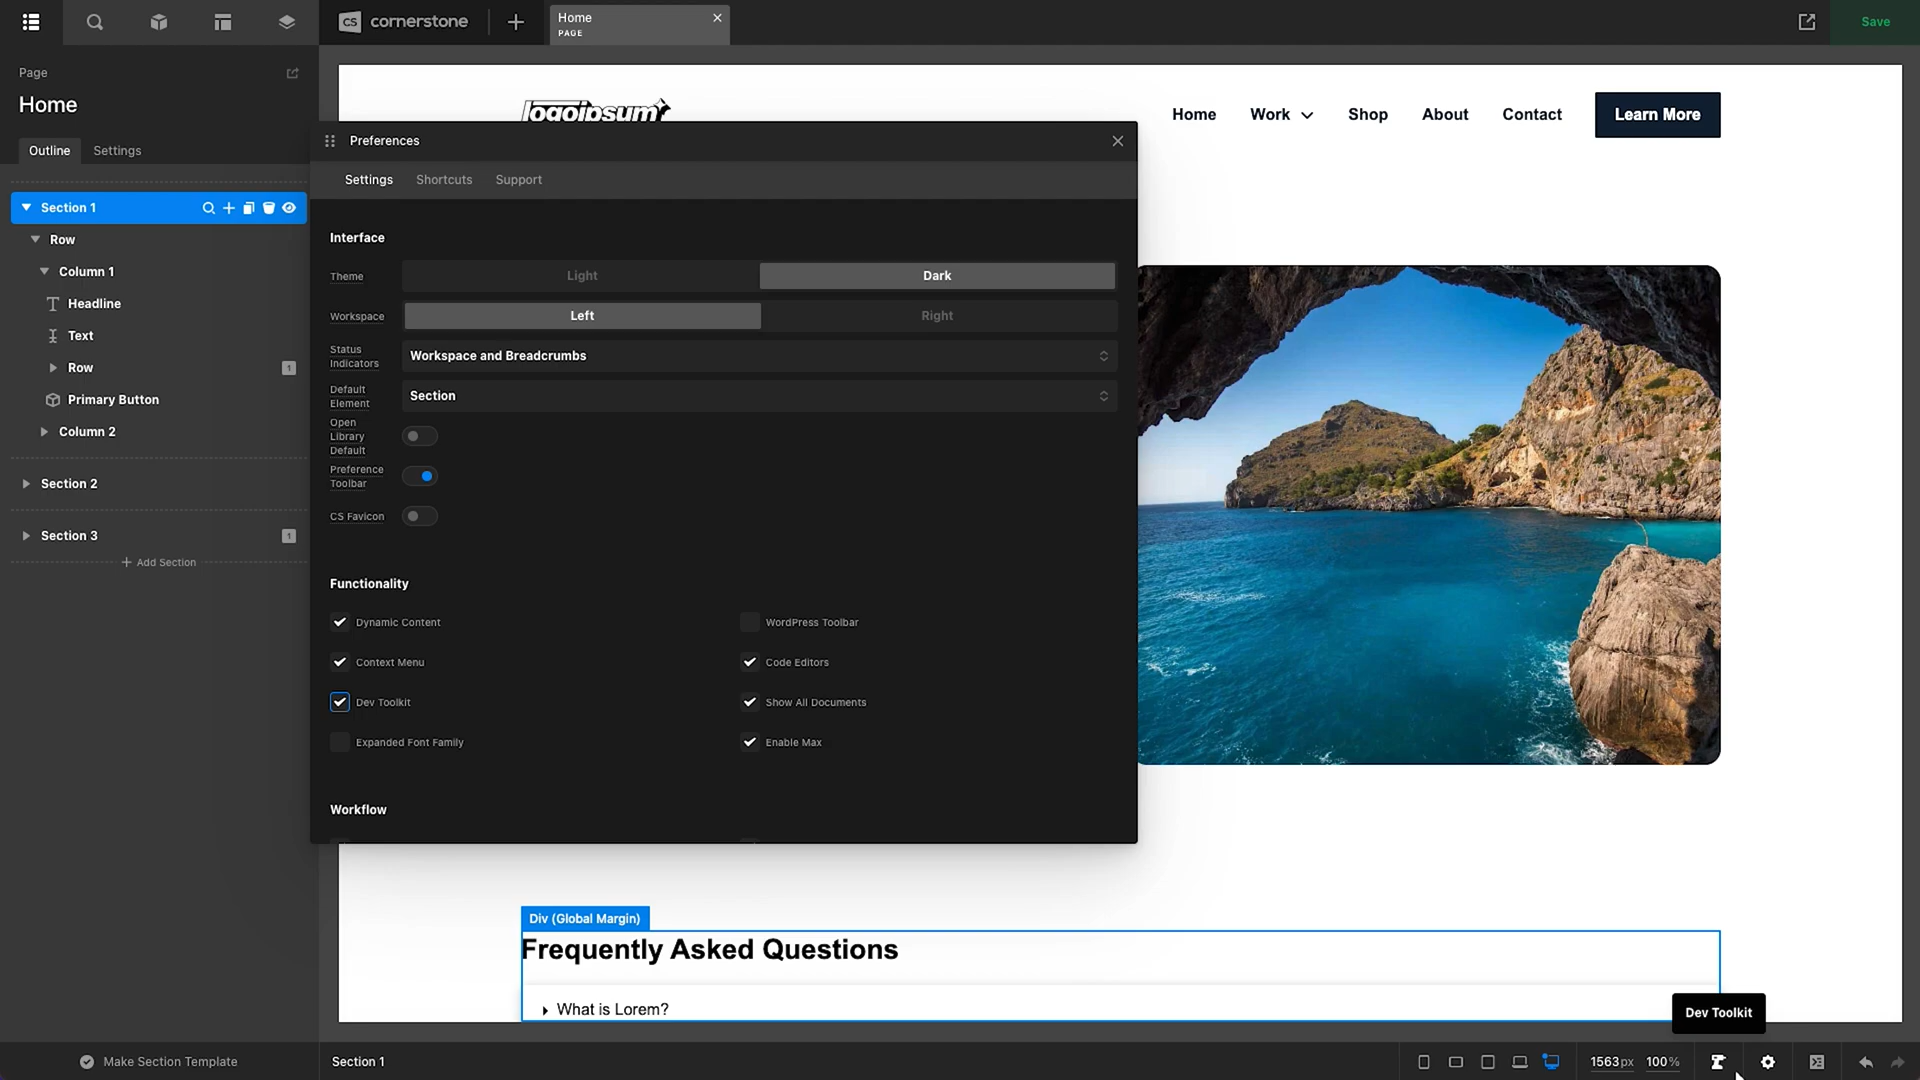 CS cornerstone
Home
PAGE
Save
Page
Home
Outline
Settings
Section 1
Row
Column 1
Headline
Text
Row
1
Primary Button
Column 2
Section 2
Section 3
1
Add Section
Make Section Template
logoipsum
Home
Work
Shop
About
Contact
Learn More
Preferences
Settings
Shortcuts
Support
Interface
Theme
Light
Dark
Workspace
Left
Right
Status
Indicators
Workspace and Breadcrumbs
Default
Element
Section
Open
Library
Default
Preference
Toolbar
CS Favicon
Functionality
Dynamic Content
WordPress Toolbar
Context Menu
Code Editors
Dev Toolkit
Show All Documents
Expanded Font Family
Enable Max
Workflow
Div (Global Margin)
Frequently Asked Questions
What is Lorem?
Dev Toolkit
Section 1
1563px
100%